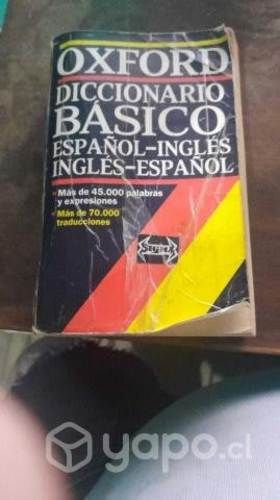 OXFORD
DICCIONARIO
BÁSICO
ESPAÑOL-INGLÉS
INGLÉS-ESPAÑOL
Más de 45.000 palabras
y expresiones
Más de 70.000
traducciones
yapo.cl